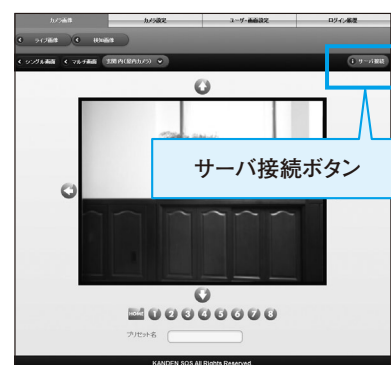 カメラ画像 カメラ設定 ユーザ・画面設定 ログイン履歴
ライブ画像 検知画像
シングル画面 マルチ画面 玄関内(屋内カメラ) サーバ接続
サーバ接続ボタン
HOME 1 2 3 4 5 6 7 8
プリセット名
KANDEN SOS All Rights Reserved